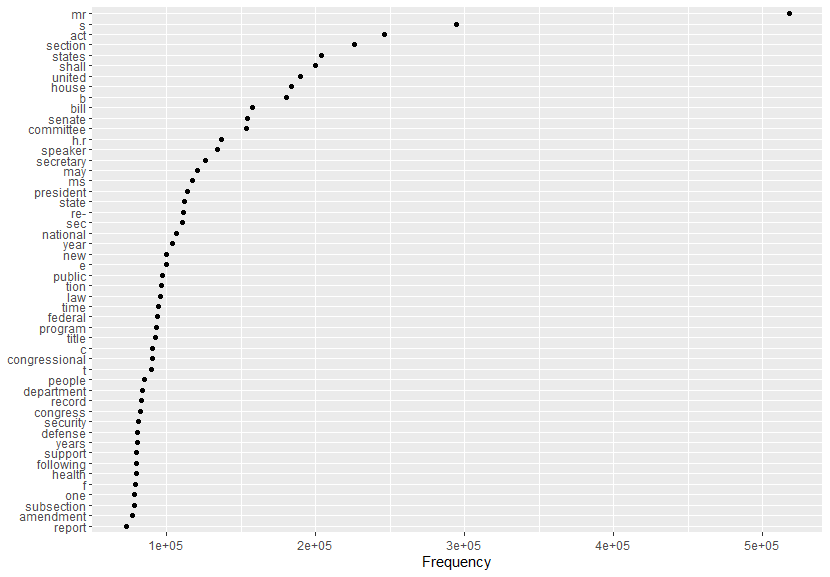 mr
s
act
section
states
shall
united
house
b
bill
senate
committee
h.r
speaker
secretary
may
ms
president
state
re-
sec
national
year
new
e
public
tion
law
time
federal
program
title
c
congressional
t
people
department
record
congress
security
defense
years
support
following
health
f
one
subsection
amendment
report
1e+05 2e+05 3e+05 4e+05 5e+05
Frequency